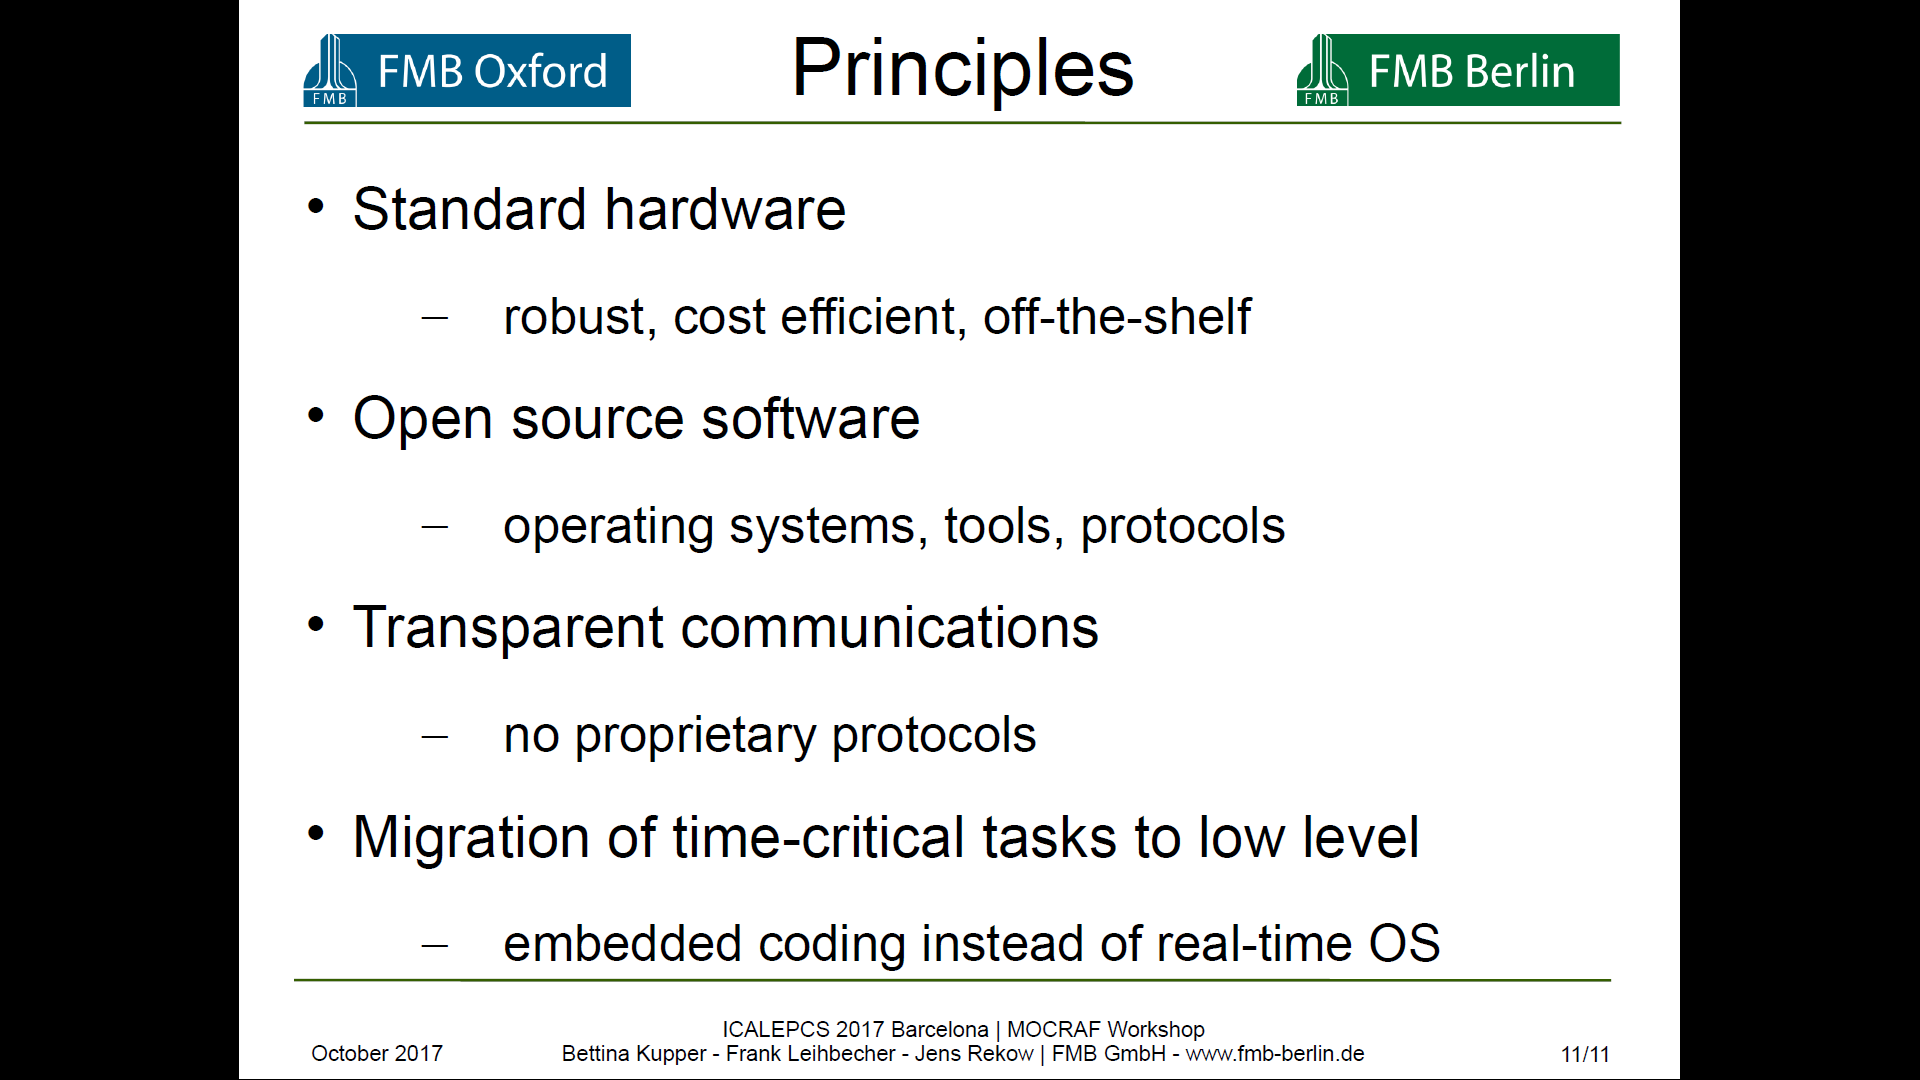 FMB Oxford
FMB
Principles
FMB Berlin
FMB
• Standard hardware
– robust, cost efficient, off-the-shelf
• Open source software
– operating systems, tools, protocols
• Transparent communications
– no proprietary protocols
• Migration of time-critical tasks to low level
– embedded coding instead of real-time OS
ICALEPCS 2017 Barcelona | MOCRAF Workshop
October 2017
Bettina Kupper - Frank Leihbecher - Jens Rekow | FMB GmbH - www.fmb-berlin.de
11/11